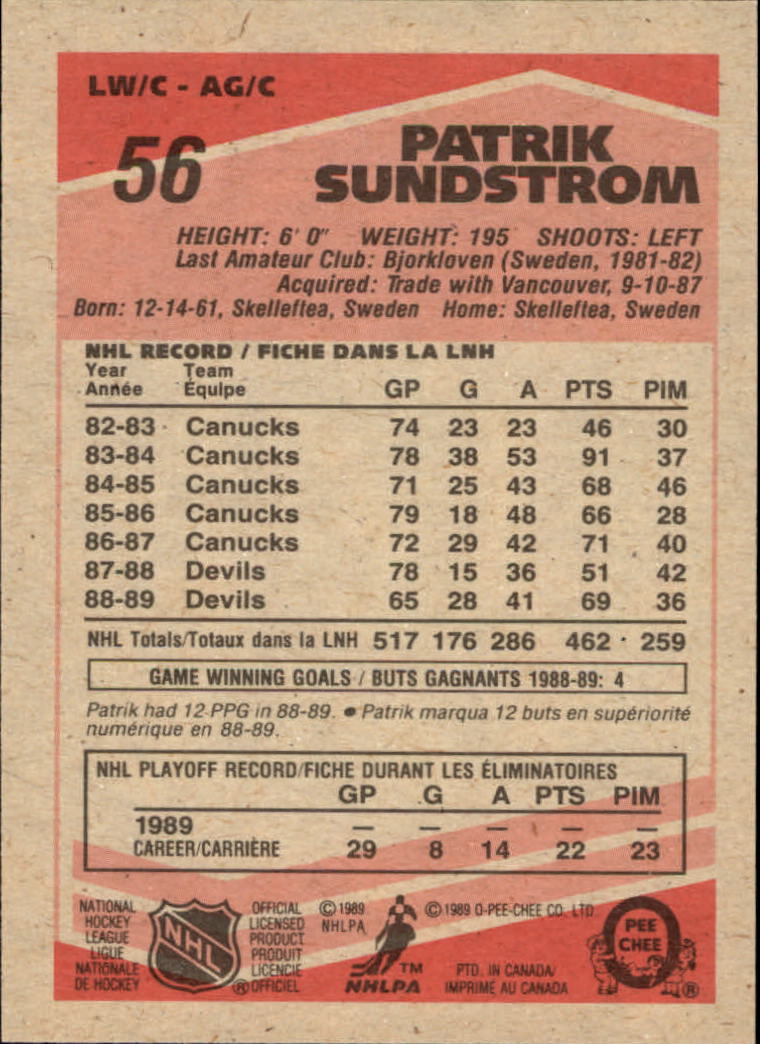 LW/C - AG/C
56
PATRIK
SUNDSTROM
HEIGHT: 6' 0" WEIGHT: 195 SHOOTS: LEFT
Last Amateur Club: Bjorkloven (Sweden, 1981-82)
Acquired: Trade with Vancouver, 9-10-87
Born: 12-14-61, Skelleftea, Sweden Home: Skelleftea, Sweden
NHL RECORD / FICHE DANS LA LNH
Year Team
Année Équipe GP G A PTS PIM
82-83 Canucks 74 23 23 46 30
83-84 Canucks 78 38 53 91 37
84-85 Canucks 71 25 43 68 46
85-86 Canucks 79 18 48 66 28
86-87 Canucks 72 29 42 71 40
87-88 Devils 78 15 36 51 42
88-89 Devils 65 28 41 69 36
NHL Totals/Totaux dans la LNH 517 176 286 462 259
GAME WINNING GOALS / BUTS GAGNANTS 1988-89: 4
Patrik had 12 PPG in 88-89. ● Patrik marqua 12 buts en supériorité
numérique en 88-89.
NHL PLAYOFF RECORD/FICHE DURANT LES ÉLIMINATOIRES
GP G A PTS PIM
1989 — — — — —
CAREER/CARRIÈRE 29 8 14 22 23
NATIONAL
HOCKEY
LEAGUE
LIGUE
NATIONALE
DE HOCKEY
NHL
OFFICIAL
LICENSED
PRODUCT
PRODUIT
LICENCIE
® OFFICIEL
© 1989
NHLPA
TM
NHLPA
© 1989 O-PEE-CHEE CO. LTD
PTD. IN CANADA/
IMPRIMÉ AU CANADA
PEE
CHEE
®